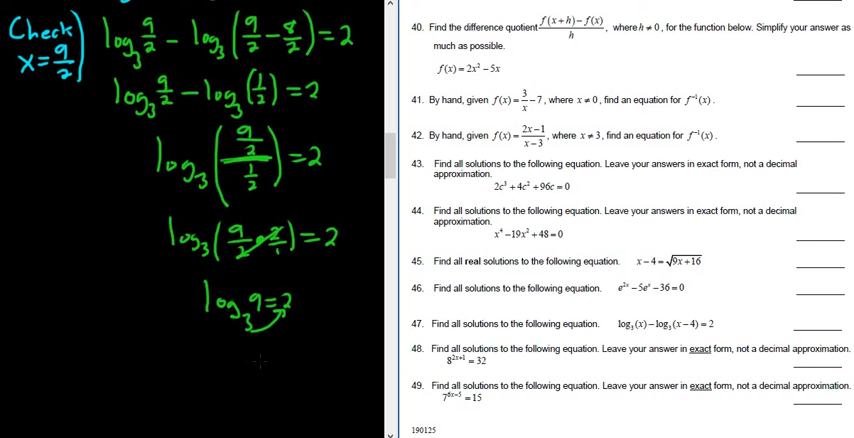 Check
x = 9/2
log₃ 9/2 − log₃(9/2 − 8/2) = 2
log₃ 9/2 − log₃(1/2) = 2
log₃((9/2)/(1/2)) = 2
log₃(9/2 · 2/1) = 2
log₃ 9 = 2
40. Find the difference quotient (f(x+h) − f(x))/h, where h ≠ 0, for the function below. Simplify your answer as
much as possible.
f(x) = 2x² − 5x
41. By hand, given f(x) = 3/x − 7, where x ≠ 0, find an equation for f⁻¹(x).
42. By hand, given f(x) = (2x−1)/(x−3), where x ≠ 3, find an equation for f⁻¹(x).
43. Find all solutions to the following equation. Leave your answers in exact form, not a decimal
approximation.
2c³ + 4c² + 96c = 0
44. Find all solutions to the following equation. Leave your answers in exact form, not a decimal
approximation.
x⁴ − 19x² + 48 = 0
45. Find all real solutions to the following equation. x − 4 = √(9x + 16)
46. Find all solutions to the following equation. e²ˣ − 5eˣ − 36 = 0
47. Find all solutions to the following equation. log₃(x) − log₃(x − 4) = 2
48. Find all solutions to the following equation. Leave your answer in exact form, not a decimal approximation.
8²ˣ⁺¹ = 32
49. Find all solutions to the following equation. Leave your answer in exact form, not a decimal approximation.
7⁶ˣ⁻⁵ = 15
190125